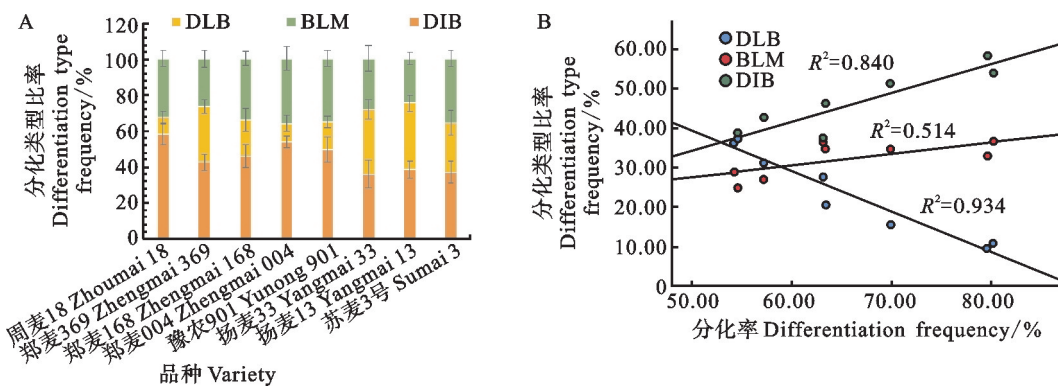 A
DLB BLM DIB
分化类型比率
Differentiation type
frequency/%
120
100
80
60
40
20
0
周麦18 Zhoumai 18
郑麦369 Zhengmai 369
郑麦168 Zhengmai 168
郑麦004 Zhengmai 004
豫农901 Yunong 901
扬麦33 Yangmai 33
扬麦13 Yangmai 13
苏麦3号 Sumai 3
品种 Variety
B
DLB
BLM
DIB
分化类型比率
Differentiation type
frequency/%
60.00
50.00
40.00
30.00
20.00
10.00
0.00
R²=0.840
R²=0.514
R²=0.934
50.00 60.00 70.00 80.00
分化率 Differentiation frequency/%